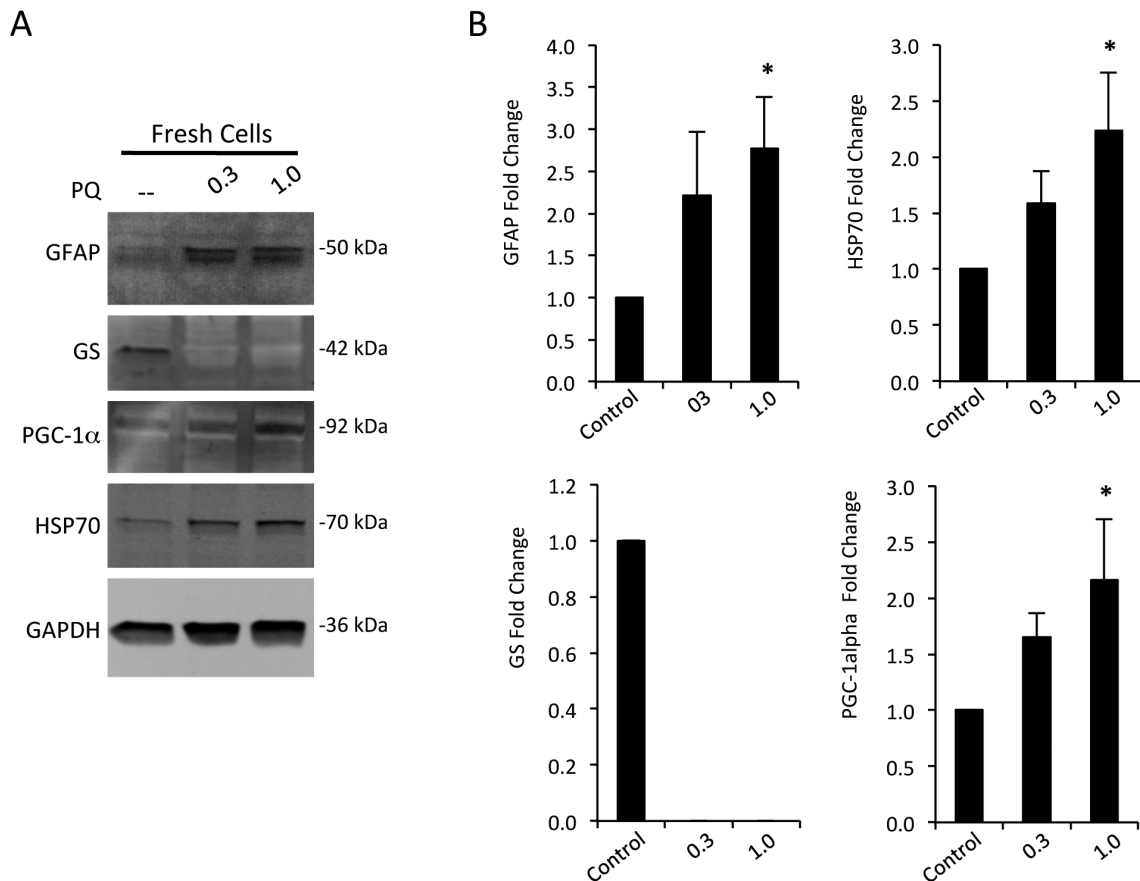 A
Fresh Cells
PQ -- 0.3 1.0
GFAP -50 kDa
GS -42 kDa
PGC-1α -92 kDa
HSP70 -70 kDa
GAPDH -36 kDa
B
GFAP Fold Change
4.0
3.5
3.0
2.5
2.0
1.5
1.0
0.5
0.0
*
Control 03 1.0
HSP70 Fold Change
3.0
2.5
2.0
1.5
1.0
0.5
0.0
*
Control 0.3 1.0
GS Fold Change
1.2
1.0
0.8
0.6
0.4
0.2
0.0
Control 0.3 1.0
PGC-1alpha Fold Change
3.0
2.5
2.0
1.5
1.0
0.5
0.0
*
Control 0.3 1.0